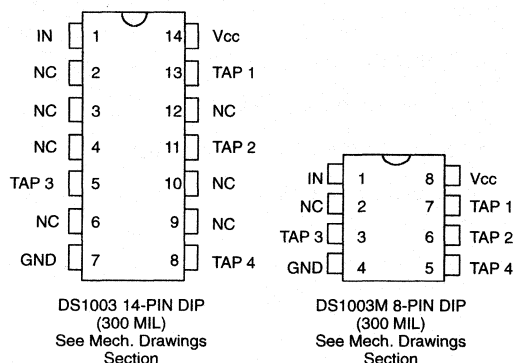 IN 1 14 Vcc
NC 2 13 TAP 1
NC 3 12 NC
NC 4 11 TAP 2
TAP 3 5 10 NC
NC 6 9 NC
GND 7 8 TAP 4
DS1003 14-PIN DIP
(300 MIL)
See Mech. Drawings
Section
IN 1 8 Vcc
NC 2 7 TAP 1
TAP 3 3 6 TAP 2
GND 4 5 TAP 4
DS1003M 8-PIN DIP
(300 MIL)
See Mech. Drawings
Section